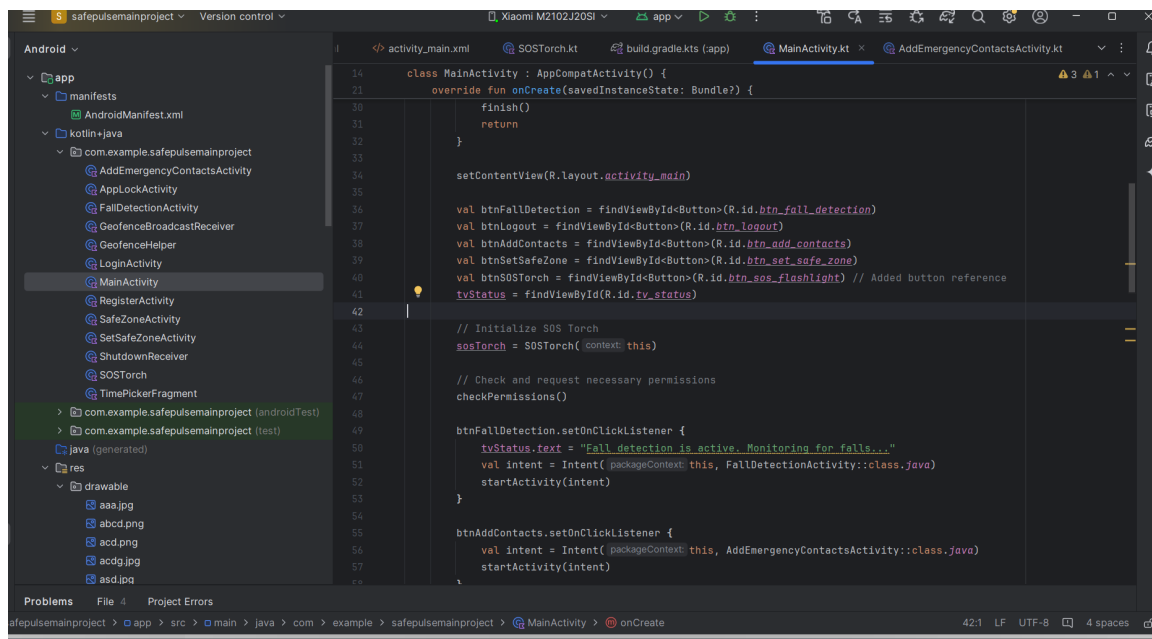 S safepulsemainproject Version control Xiaomi M2102J20SI app
Android
activity_main.xml SOSTorch.kt build.gradle.kts (:app) MainActivity.kt AddEmergencyContactsActivity.kt
app
manifests
AndroidManifest.xml
kotlin+java
com.example.safepulsemainproject
AddEmergencyContactsActivity
AppLockActivity
FallDetectionActivity
GeofenceBroadcastReceiver
GeofenceHelper
LoginActivity
MainActivity
RegisterActivity
SafeZoneActivity
SetSafeZoneActivity
ShutdownReceiver
SOSTorch
TimePickerFragment
com.example.safepulsemainproject (androidTest)
com.example.safepulsemainproject (test)
java (generated)
res
drawable
aaa.jpg
abcd.png
acd.png
acdg.jpg
asd.jpg
3 1
14 class MainActivity : AppCompatActivity() {
21 override fun onCreate(savedInstanceState: Bundle?) {
30 finish()
31 return
32 }
33
34 setContentView(R.layout.activity_main)
35
36 val btnFallDetection = findViewById<Button>(R.id.btn_fall_detection)
37 val btnLogout = findViewById<Button>(R.id.btn_logout)
38 val btnAddContacts = findViewById<Button>(R.id.btn_add_contacts)
39 val btnSetSafeZone = findViewById<Button>(R.id.btn_set_safe_zone)
40 val btnSOSTorch = findViewById<Button>(R.id.btn_sos_flashlight) // Added button reference
41 tvStatus = findViewById(R.id.tv_status)
42
43 // Initialize SOS Torch
44 sosTorch = SOSTorch( context: this)
45
46 // Check and request necessary permissions
47 checkPermissions()
48
49 btnFallDetection.setOnClickListener {
50 tvStatus.text = "Fall detection is active. Monitoring for falls..."
51 val intent = Intent( packageContext: this, FallDetectionActivity::class.java)
52 startActivity(intent)
53 }
54
55 btnAddContacts.setOnClickListener {
56 val intent = Intent( packageContext: this, AddEmergencyContactsActivity::class.java)
57 startActivity(intent)
58 }
Problems File 4 Project Errors
safepulsemainproject > app > src > main > java > com > example > safepulsemainproject > MainActivity > onCreate 42:1 LF UTF-8 4 spaces